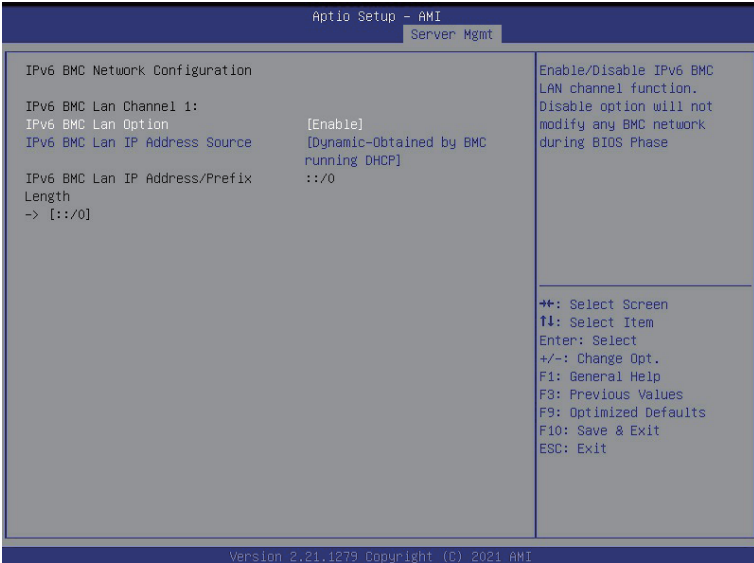 Aptio Setup – AMI
Server Mgmt
IPv6 BMC Network Configuration
IPv6 BMC Lan Channel 1:
IPv6 BMC Lan Option [Enable]
IPv6 BMC Lan IP Address Source [Dynamic-Obtained by BMC
running DHCP]
IPv6 BMC Lan IP Address/Prefix ::/0
Length
-> [::/0]
Enable/Disable IPv6 BMC
LAN channel function.
Disable option will not
modify any BMC network
during BIOS Phase
→←: Select Screen
↑↓: Select Item
Enter: Select
+/-: Change Opt.
F1: General Help
F3: Previous Values
F9: Optimized Defaults
F10: Save & Exit
ESC: Exit
Version 2.21.1279 Copyright (C) 2021 AMI